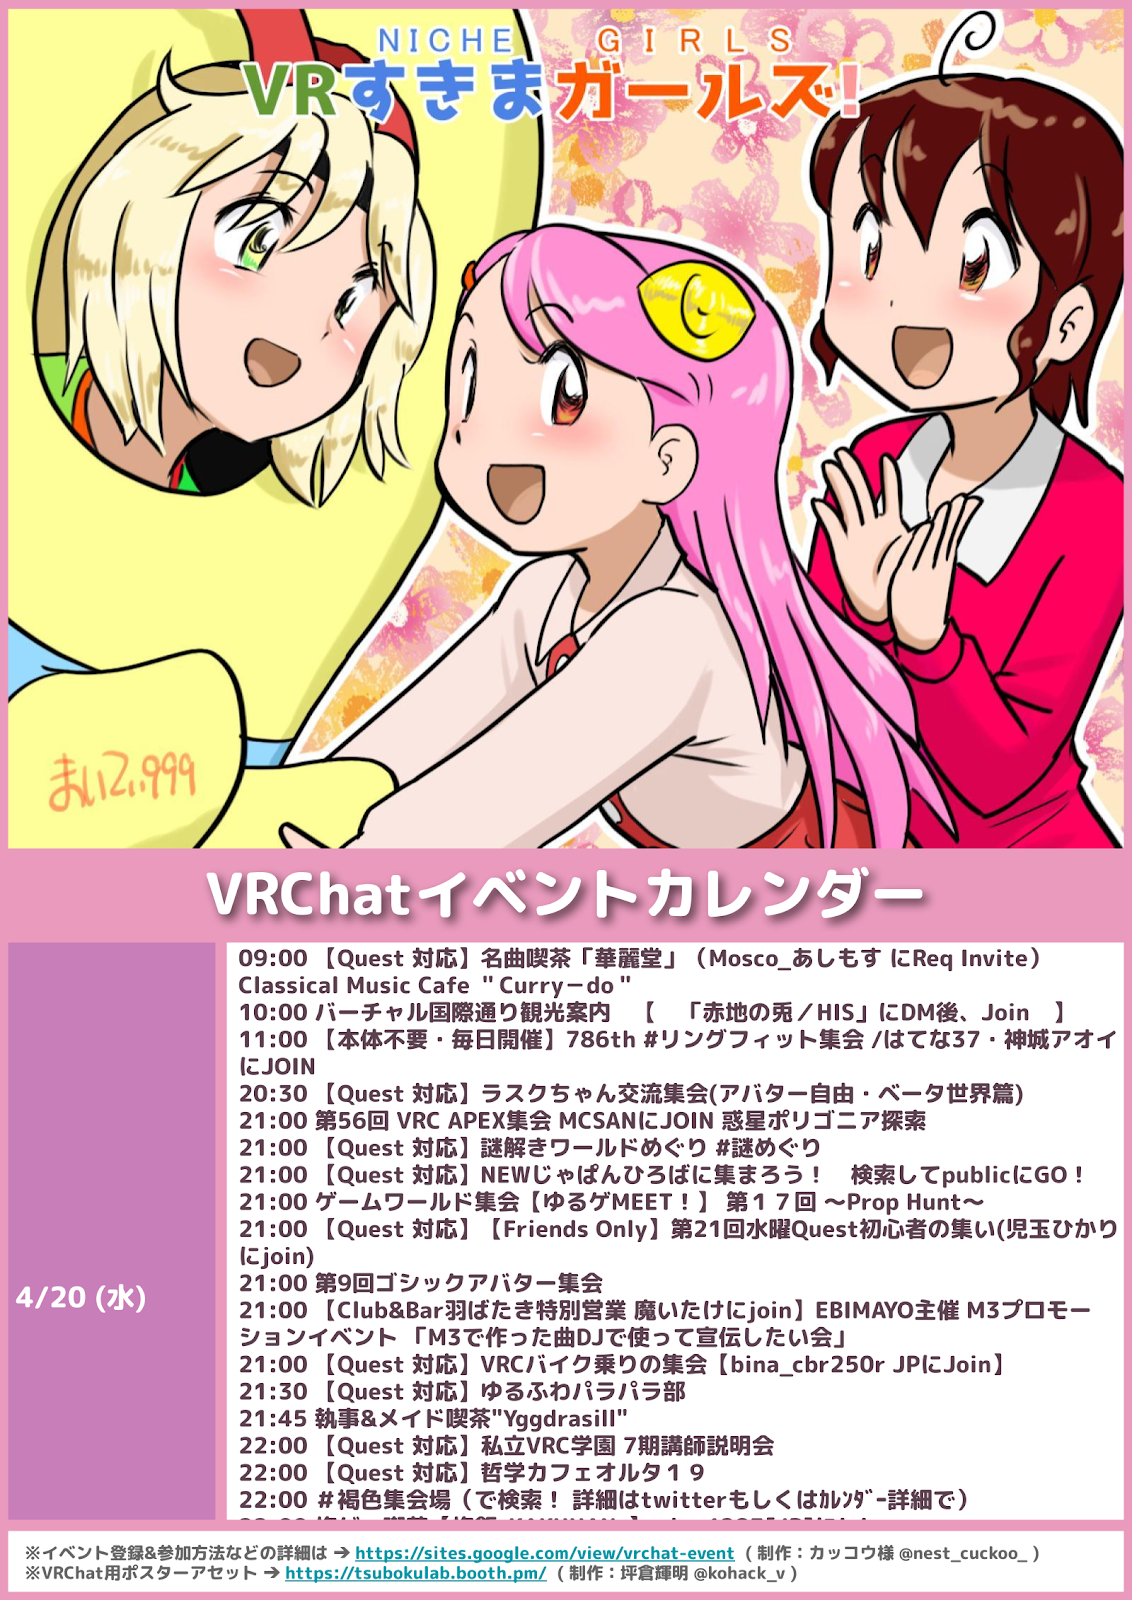 NICHE GIRLS
VRすきまガールズ!
まいてぃ999
VRChatイベントカレンダー
4/20 (水)
09:00 【Quest 対応】名曲喫茶「華麗堂」（Mosco_あしもす にReq Invite）
Classical Music Cafe ＂Curryーdo＂
10:00 バーチャル国際通り観光案内　【　「赤地の兎／HIS」にDM後、Join　】
11:00 【本体不要・毎日開催】786th #リングフィット集会 /はてな37・神城アオイ
にJOIN
20:30 【Quest 対応】ラスクちゃん交流集会(アバター自由・ベータ世界篇)
21:00 第56回 VRC APEX集会 MCSANにJOIN 惑星ポリゴニア探索
21:00 【Quest 対応】謎解きワールドめぐり #謎めぐり
21:00 【Quest 対応】NEWじゃぱんひろばに集まろう！　検索してpublicにGO！
21:00 ゲームワールド集会【ゆるゲMEET！】 第１７回 〜Prop Hunt〜
21:00 【Quest 対応】【Friends Only】第21回水曜Quest初心者の集い(児玉ひかり
にjoin)
21:00 第9回ゴシックアバター集会
21:00 【Club&Bar羽ばたき特別営業 魔いたけにjoin】EBIMAYO主催 M3プロモー
ションイベント 「M3で作った曲DJで使って宣伝したい会」
21:00 【Quest 対応】VRCバイク乗りの集会【bina_cbr250r JPにJoin】
21:30 【Quest 対応】ゆるふわパラパラ部
21:45 執事&メイド喫茶"Yggdrasill"
22:00 【Quest 対応】私立VRC学園 7期講師説明会
22:00 【Quest 対応】哲学カフェオルタ１９
22:00 ＃褐色集会場（で検索！ 詳細はtwitterもしくはｶﾚﾝﾀﾞｰ詳細で）
※イベント登録&参加方法などの詳細は ➔ https://sites.google.com/view/vrchat-event （ 制作：カッコウ様 @nest_cuckoo_ ）
※VRChat用ポスターアセット ➔ https://tsubokulab.booth.pm/ （ 制作：坪倉輝明 @kohack_v ）